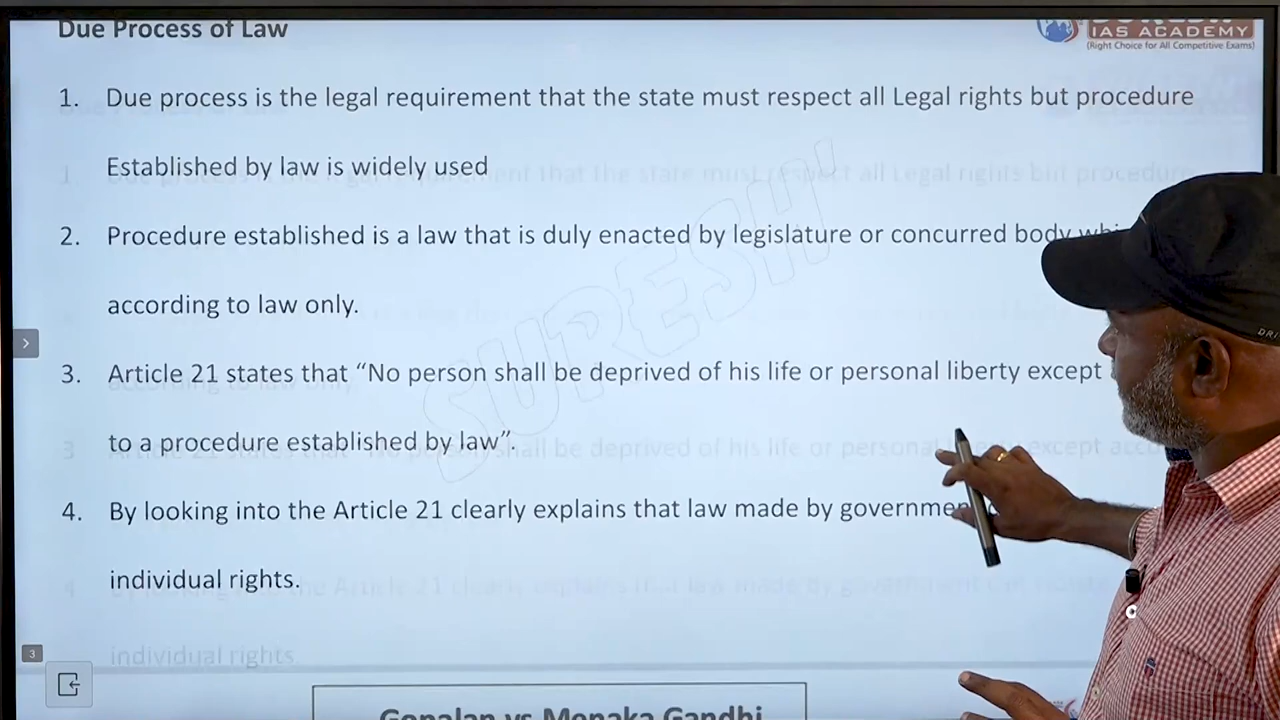 Due Process of Law
IAS ACADEMY
(Right Choice for All Competitive Exams)
1. Due process is the legal requirement that the state must respect all Legal rights but procedure
Established by law is widely used
2. Procedure established is a law that is duly enacted by legislature or concurred body
according to law only.
3. Article 21 states that “No person shall be deprived of his life or personal liberty except
to a procedure established by law”.
4. By looking into the Article 21 clearly explains that law made by government
individual rights.
SURESH'
3
Gopalan vs Menaka Gandhi